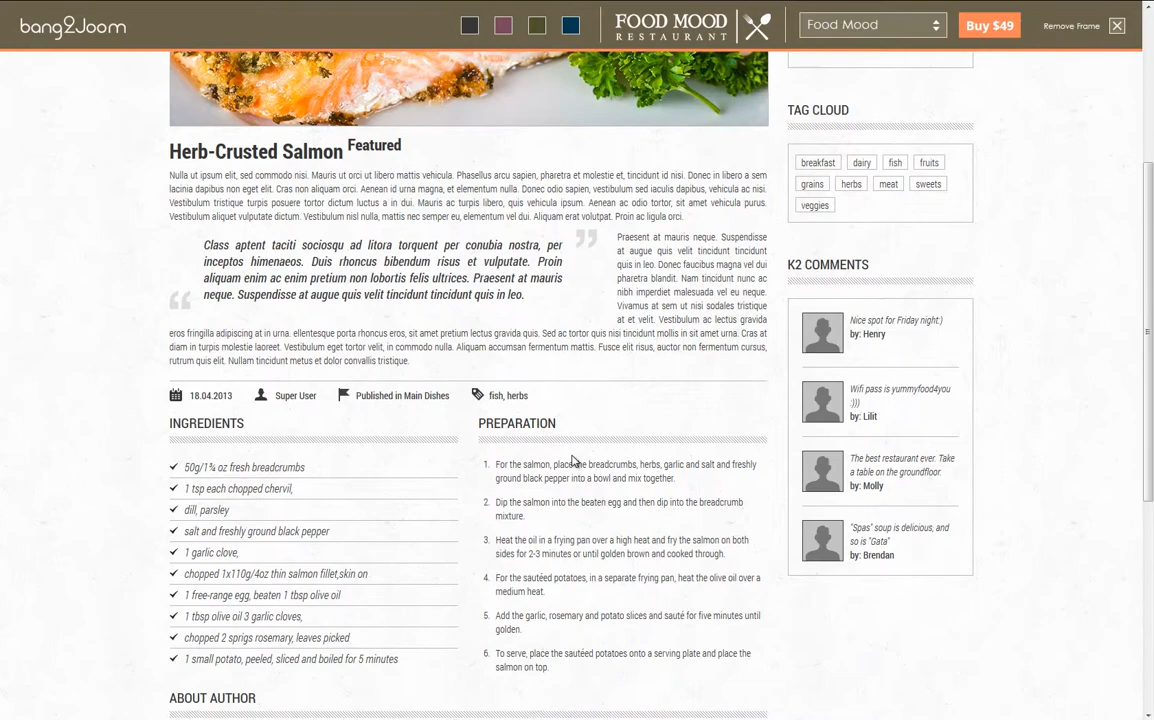 bang2Joom
FOOD MOOD
RESTAURANT
Food Mood
Buy $49
Remove Frame
Herb-Crusted Salmon Featured
Nulla ut ipsum elit, sed commodo nisi. Mauris ut orci ut libero mattis vehicula. Phasellus arcu sapien, pharetra et molestie et, tincidunt id nisi. Donec in libero a sem
lacinia dapibus non eget elit. Cras non aliquam orci. Aenean id urna magna, et elementum nulla. Donec odio sapien, vestibulum sed iaculis dapibus, vehicula ac nisi.
Vestibulum tristique turpis posuere tortor dictum luctus a in dui. Mauris ac turpis libero, quis vehicula ipsum. Aenean ac odio tortor, sit amet vehicula purus.
Vestibulum aliquet vulputate dictum. Vestibulum nisl nulla, mattis nec semper eu, elementum vel dui. Aliquam erat volutpat. Proin ac ligula orci.
Class aptent taciti sociosqu ad litora torquent per conubia nostra, per
inceptos himenaeos. Duis rhoncus bibendum risus et vulputate. Proin
aliquam enim ac enim pretium non lobortis felis ultrices. Praesent at mauris
neque. Suspendisse at augue quis velit tincidunt tincidunt quis in leo.
Praesent at mauris neque. Suspendisse
at augue quis velit tincidunt tincidunt
quis in leo. Donec faucibus magna vel dui
pharetra blandit. Nam tincidunt nunc ac
nibh imperdiet malesuada vel eu neque.
Vivamus at sem ut nisi sodales tristique
at et velit. Vestibulum ac lectus gravida
eros fringilla adipiscing at in urna. ellentesque porta rhoncus eros, sit amet pretium lectus gravida quis. Sed ac tortor quis nisi tincidunt mollis in sit amet urna. Cras at
diam in turpis molestie laoreet. Vestibulum eget tortor velit, in commodo nulla. Aliquam accumsan fermentum mattis. Fusce elit risus, auctor non fermentum cursus,
rutrum quis elit. Nullam tincidunt metus et dolor convallis tristique.
18.04.2013
Super User
Published in Main Dishes
fish, herbs
INGREDIENTS
50g/1¾ oz fresh breadcrumbs
1 tsp each chopped chervil,
dill, parsley
salt and freshly ground black pepper
1 garlic clove,
chopped 1x110g/4oz thin salmon fillet,skin on
1 free-range egg, beaten 1 tbsp olive oil
1 tbsp olive oil 3 garlic cloves,
chopped 2 sprigs rosemary, leaves picked
1 small potato, peeled, sliced and boiled for 5 minutes
PREPARATION
1. For the salmon, place the breadcrumbs, herbs, garlic and salt and freshly
ground black pepper into a bowl and mix together.
2. Dip the salmon into the beaten egg and then dip into the breadcrumb
mixture.
3. Heat the oil in a frying pan over a high heat and fry the salmon on both
sides for 2-3 minutes or until golden brown and cooked through.
4. For the sautéed potatoes, in a separate frying pan, heat the olive oil over a
medium heat.
5. Add the garlic, rosemary and potato slices and sauté for five minutes until
golden.
6. To serve, place the sautéed potatoes onto a serving plate and place the
salmon on top.
ABOUT AUTHOR
TAG CLOUD
breakfast dairy fish fruits
grains herbs meat sweets
veggies
K2 COMMENTS
Nice spot for Friday night:)
by: Henry
Wifi pass is yummyfood4you
:)))
by: Lilit
The best restaurant ever. Take
a table on the groundfloor.
by: Molly
"Spas" soup is delicious, and
so is "Gata"
by: Brendan